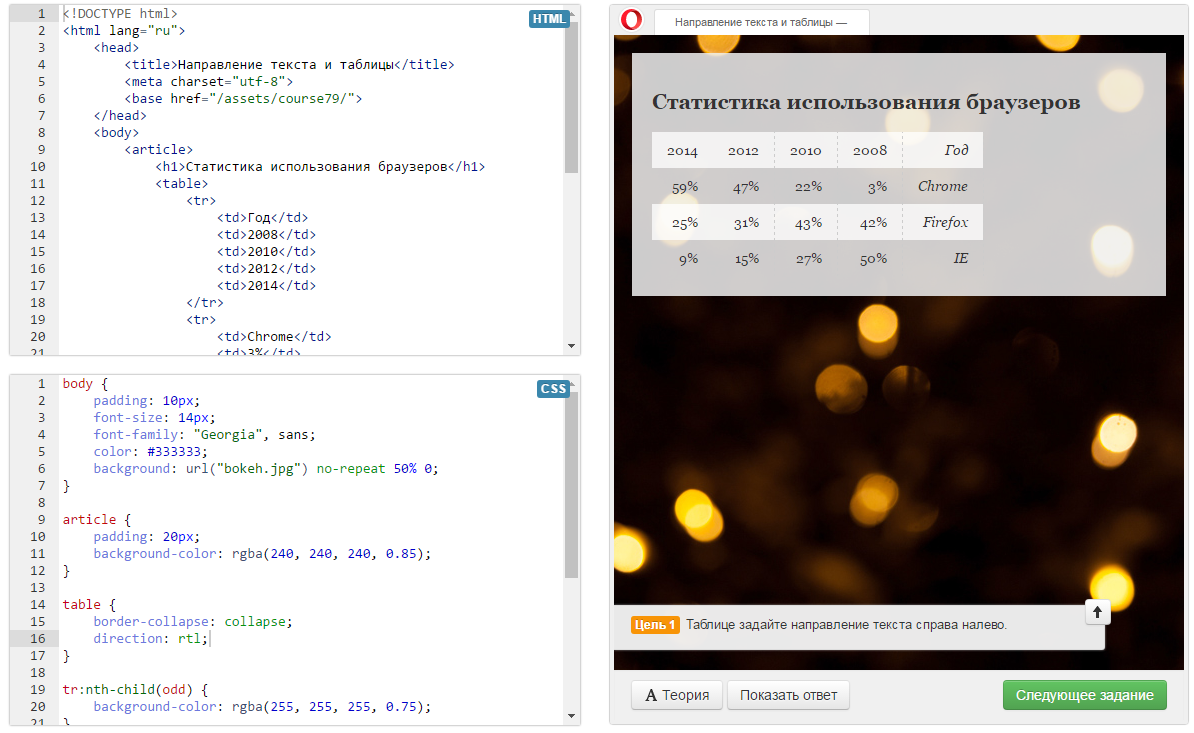 HTML
1 <!DOCTYPE html>
2 <html lang="ru">
3 <head>
4 <title>Направление текста и таблицы</title>
5 <meta charset="utf-8">
6 <base href="/assets/course79/">
7 </head>
8 <body>
9 <article>
10 <h1>Статистика использования браузеров</h1>
11 <table>
12 <tr>
13 <td>Год</td>
14 <td>2008</td>
15 <td>2010</td>
16 <td>2012</td>
17 <td>2014</td>
18 </tr>
19 <tr>
20 <td>Chrome</td>
21 <td>3%</td>
CSS
1 body {
2 padding: 10px;
3 font-size: 14px;
4 font-family: "Georgia", sans;
5 color: #333333;
6 background: url("bokeh.jpg") no-repeat 50% 0;
7 }
8
9 article {
10 padding: 20px;
11 background-color: rgba(240, 240, 240, 0.85);
12 }
13
14 table {
15 border-collapse: collapse;
16 direction: rtl;
17 }
18
19 tr:nth-child(odd) {
20 background-color: rgba(255, 255, 255, 0.75);
21 }
Направление текста и таблицы —
Статистика использования браузеров
2014 2012 2010 2008 Год
59% 47% 22% 3% Chrome
25% 31% 43% 42% Firefox
9% 15% 27% 50% IE
Цель 1 Таблице задайте направление текста справа налево.
A Теория Показать ответ Следующее задание